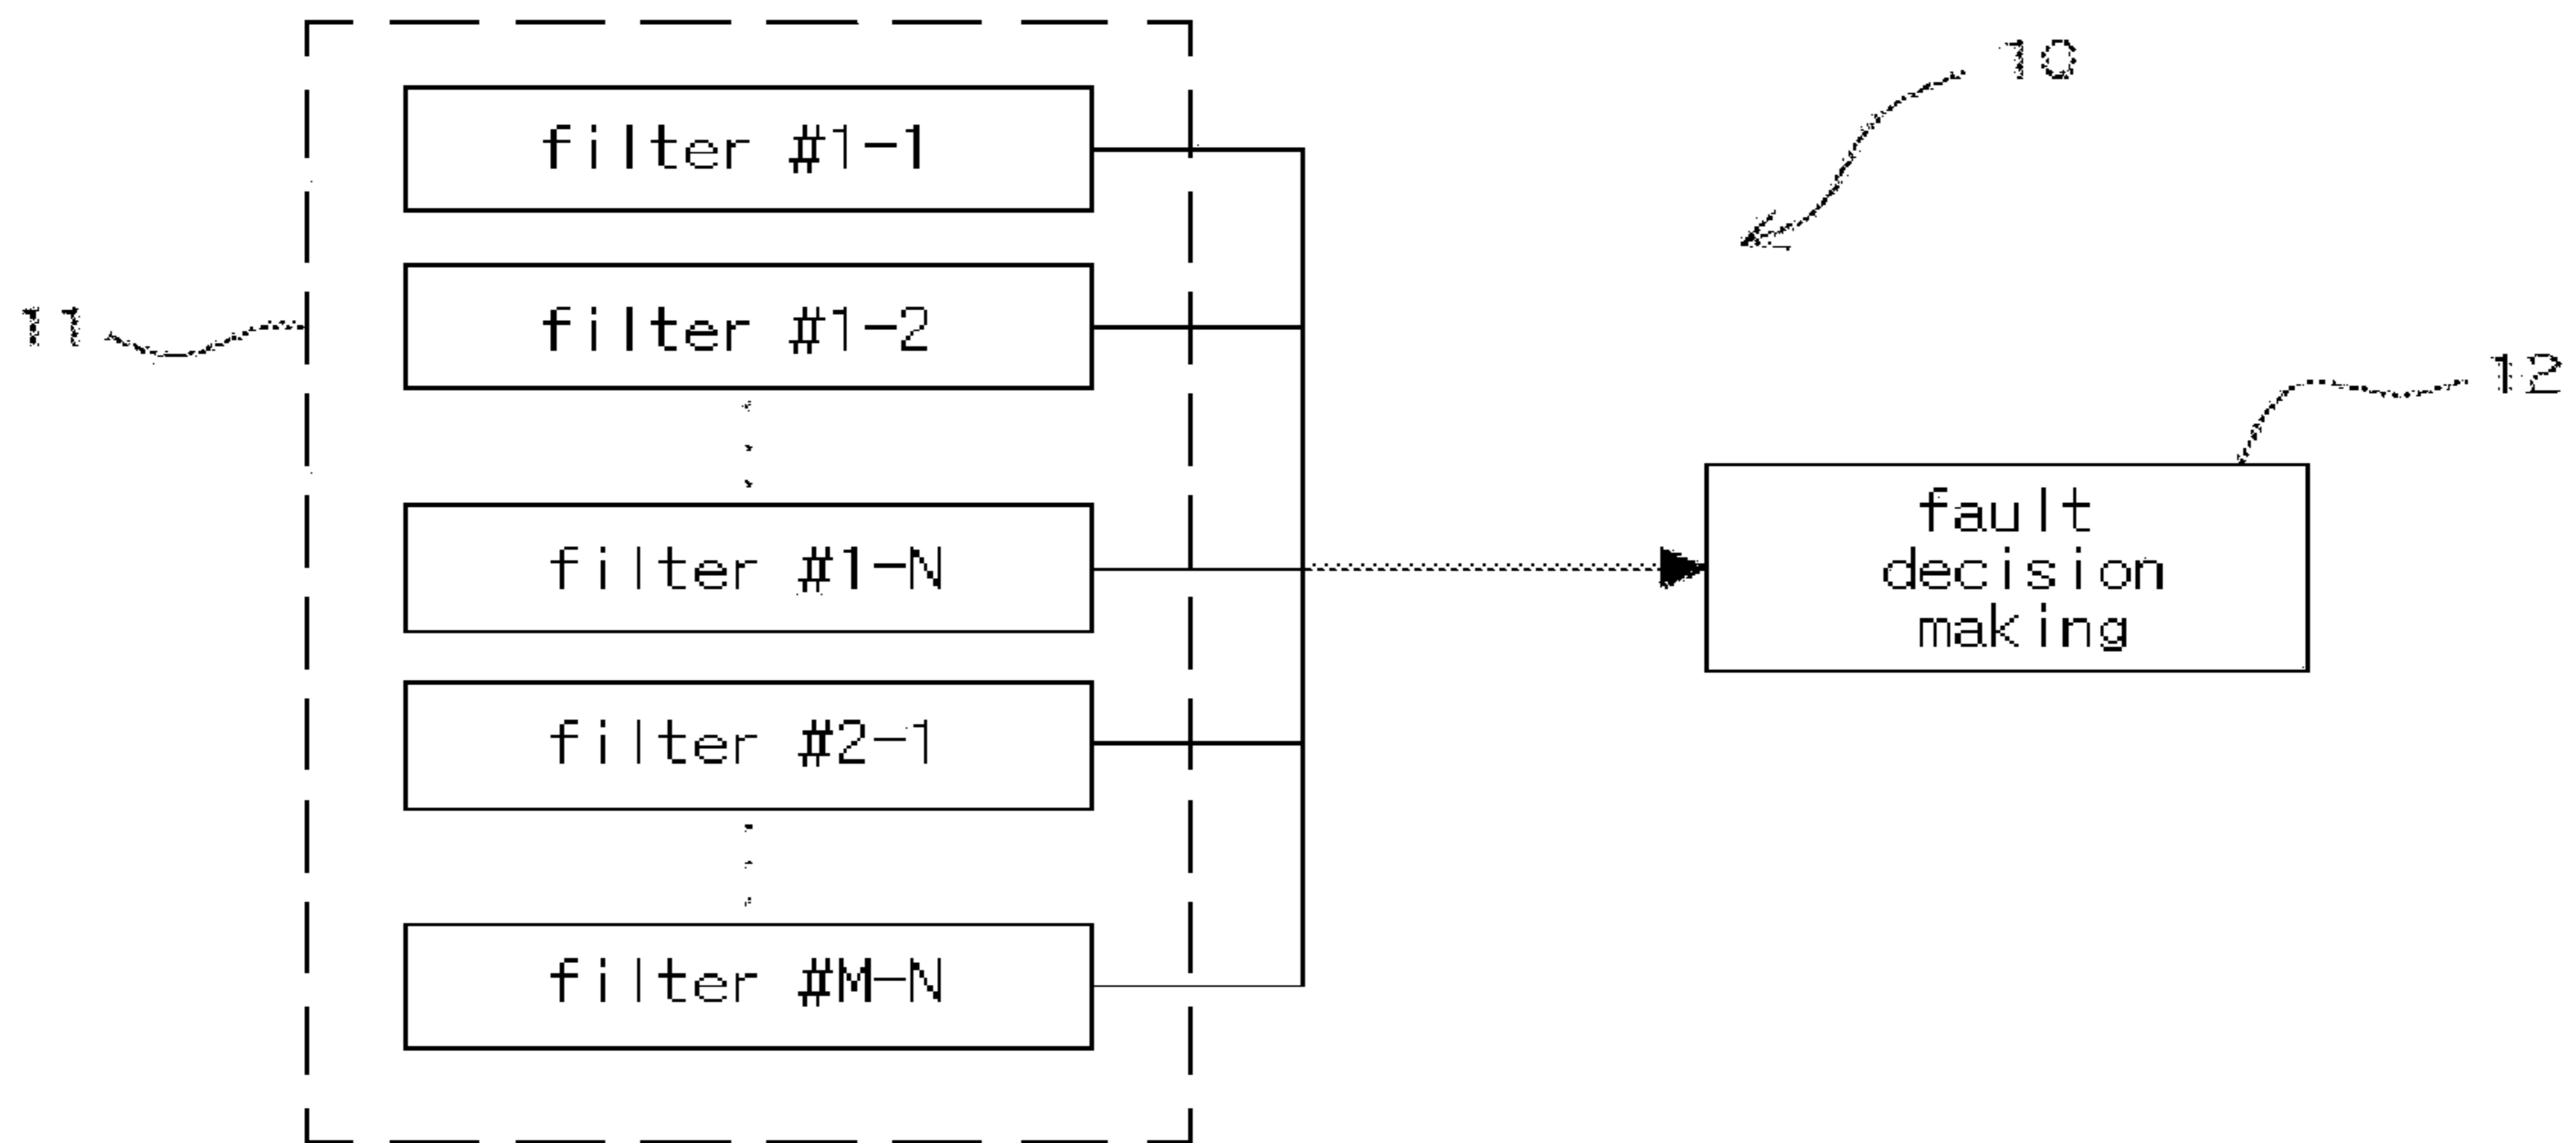 10
filter #1-1
11
filter #1-2
12
filter #1-N
fault
decision
making
filter #2-1
filter #M-N